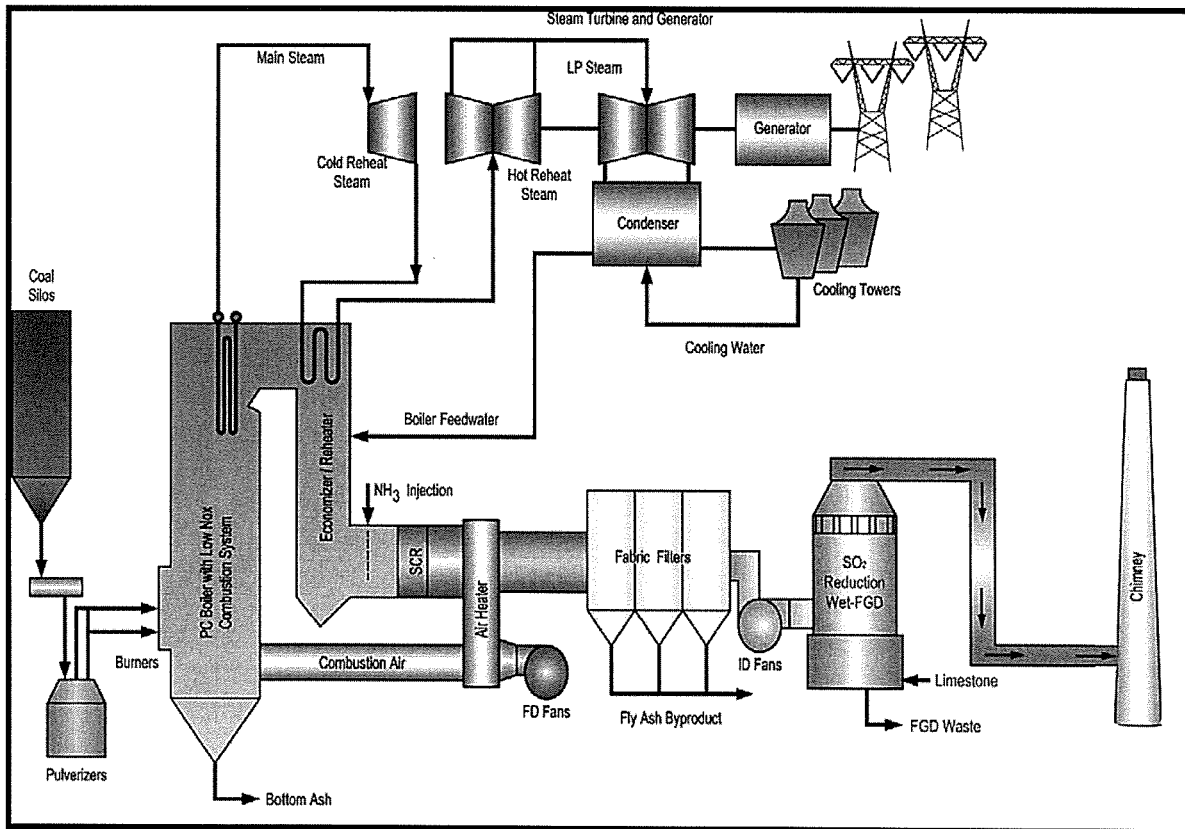 Steam Turbine and Generator
Main Steam
LP Steam
Generator
Cold Reheat
Steam
Hot Reheat
Steam
Condenser
Cooling Towers
Coal
Silos
Cooling Water
Boiler Feedwater
PC Boiler with Low Nox
Combustion System
Economizer / Reheater
NH3 Injection
SCR
Air Heater
Fabric Filters
SO2
Reduction
Wet-FGD
Chimney
Burners
Combustion Air
FD Fans
ID Fans
Limestone
Fly Ash Byproduct
FGD Waste
Pulverizers
Bottom Ash